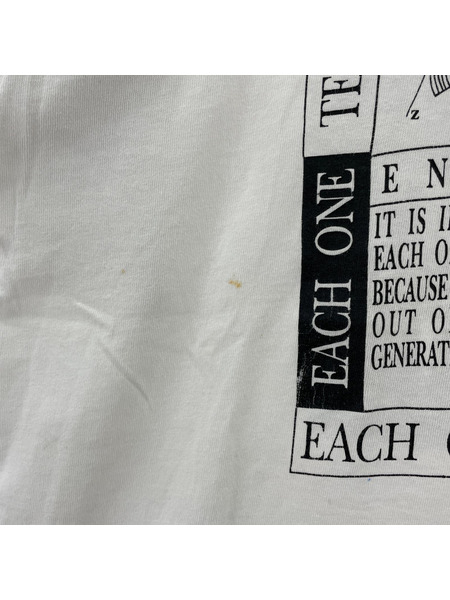 TE
z
EACH ONE
E N
IT IS I
EACH O
BECAUSE
OUT O
GENERAT
EACH